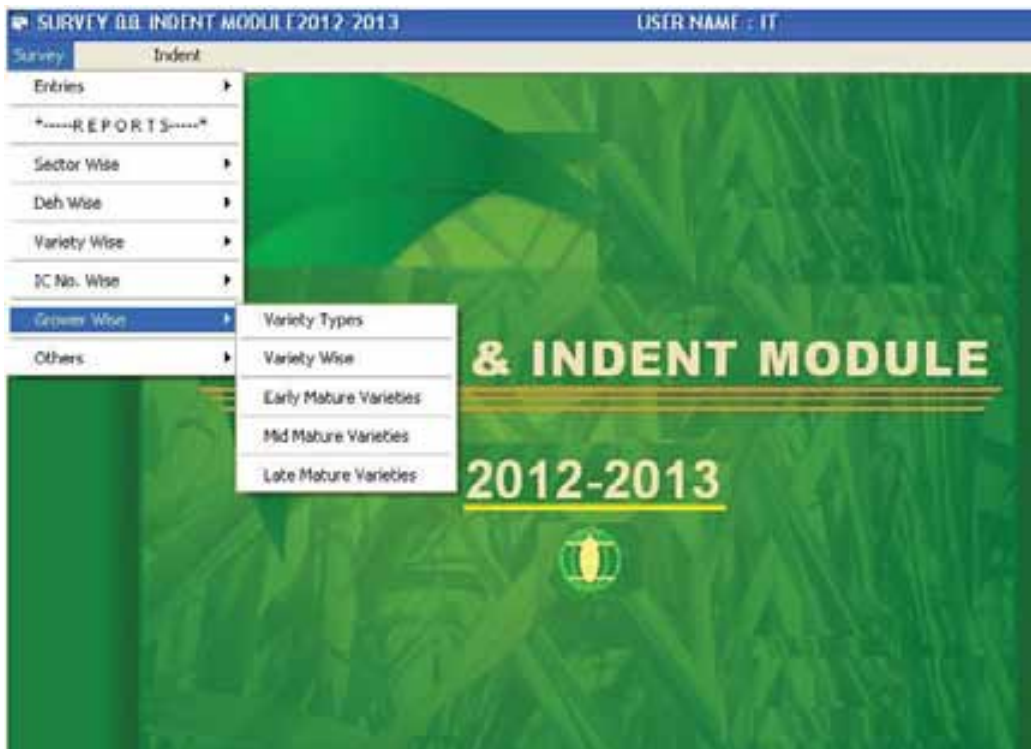 SURVEY && INDENT MODULE2012-2013 USER NAME : IT
Survey Indent
Entries
*-----R E P O R T S-----*
Sector Wise
Deh Wise
Variety Wise
IC No. Wise
Grower Wise
Others
Variety Types
Variety Wise
Early Mature Varieties
Mid Mature Varieties
Late Mature Varieties
& INDENT MODULE
2012-2013